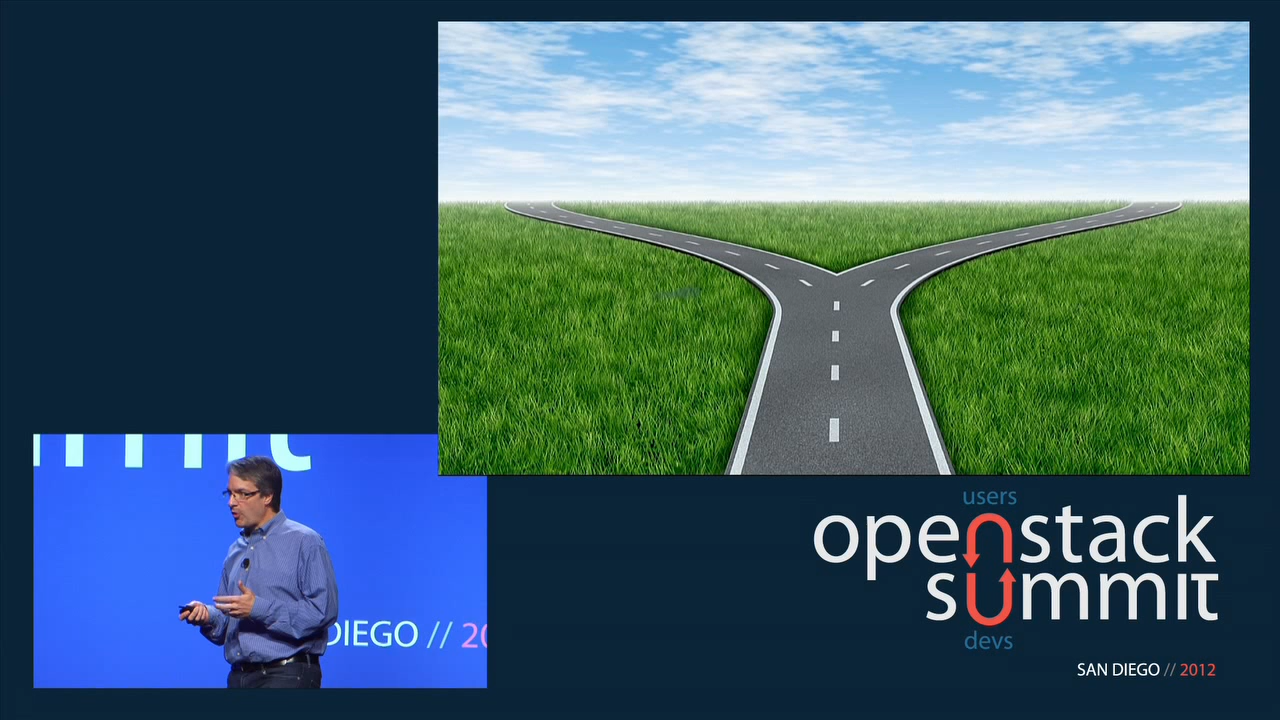 users
openstack
summit
devs
SAN DIEGO // 2012
DIEGO // 20